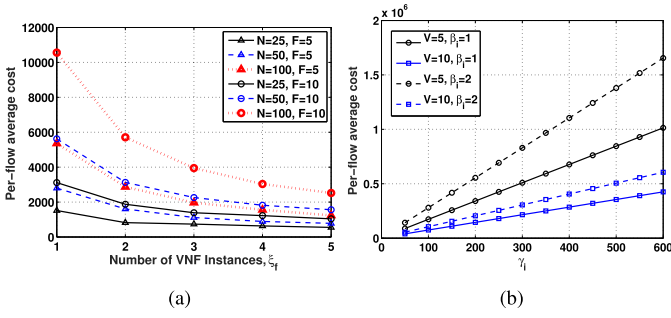 12000
10000
8000
6000
4000
2000
0
Per-flow average cost
N=25, F=5
N=50, F=5
N=100, F=5
N=25, F=10
N=50, F=10
N=100, F=10
1 2 3 4 5
Number of VNF Instances, ξf
(a)
×10⁶
2
1.5
1
0.5
0
Per-flow average cost
V=5, βi=1
V=10, βi=1
V=5, βi=2
V=10, βi=2
0 100 200 300 400 500 600
γi
(b)